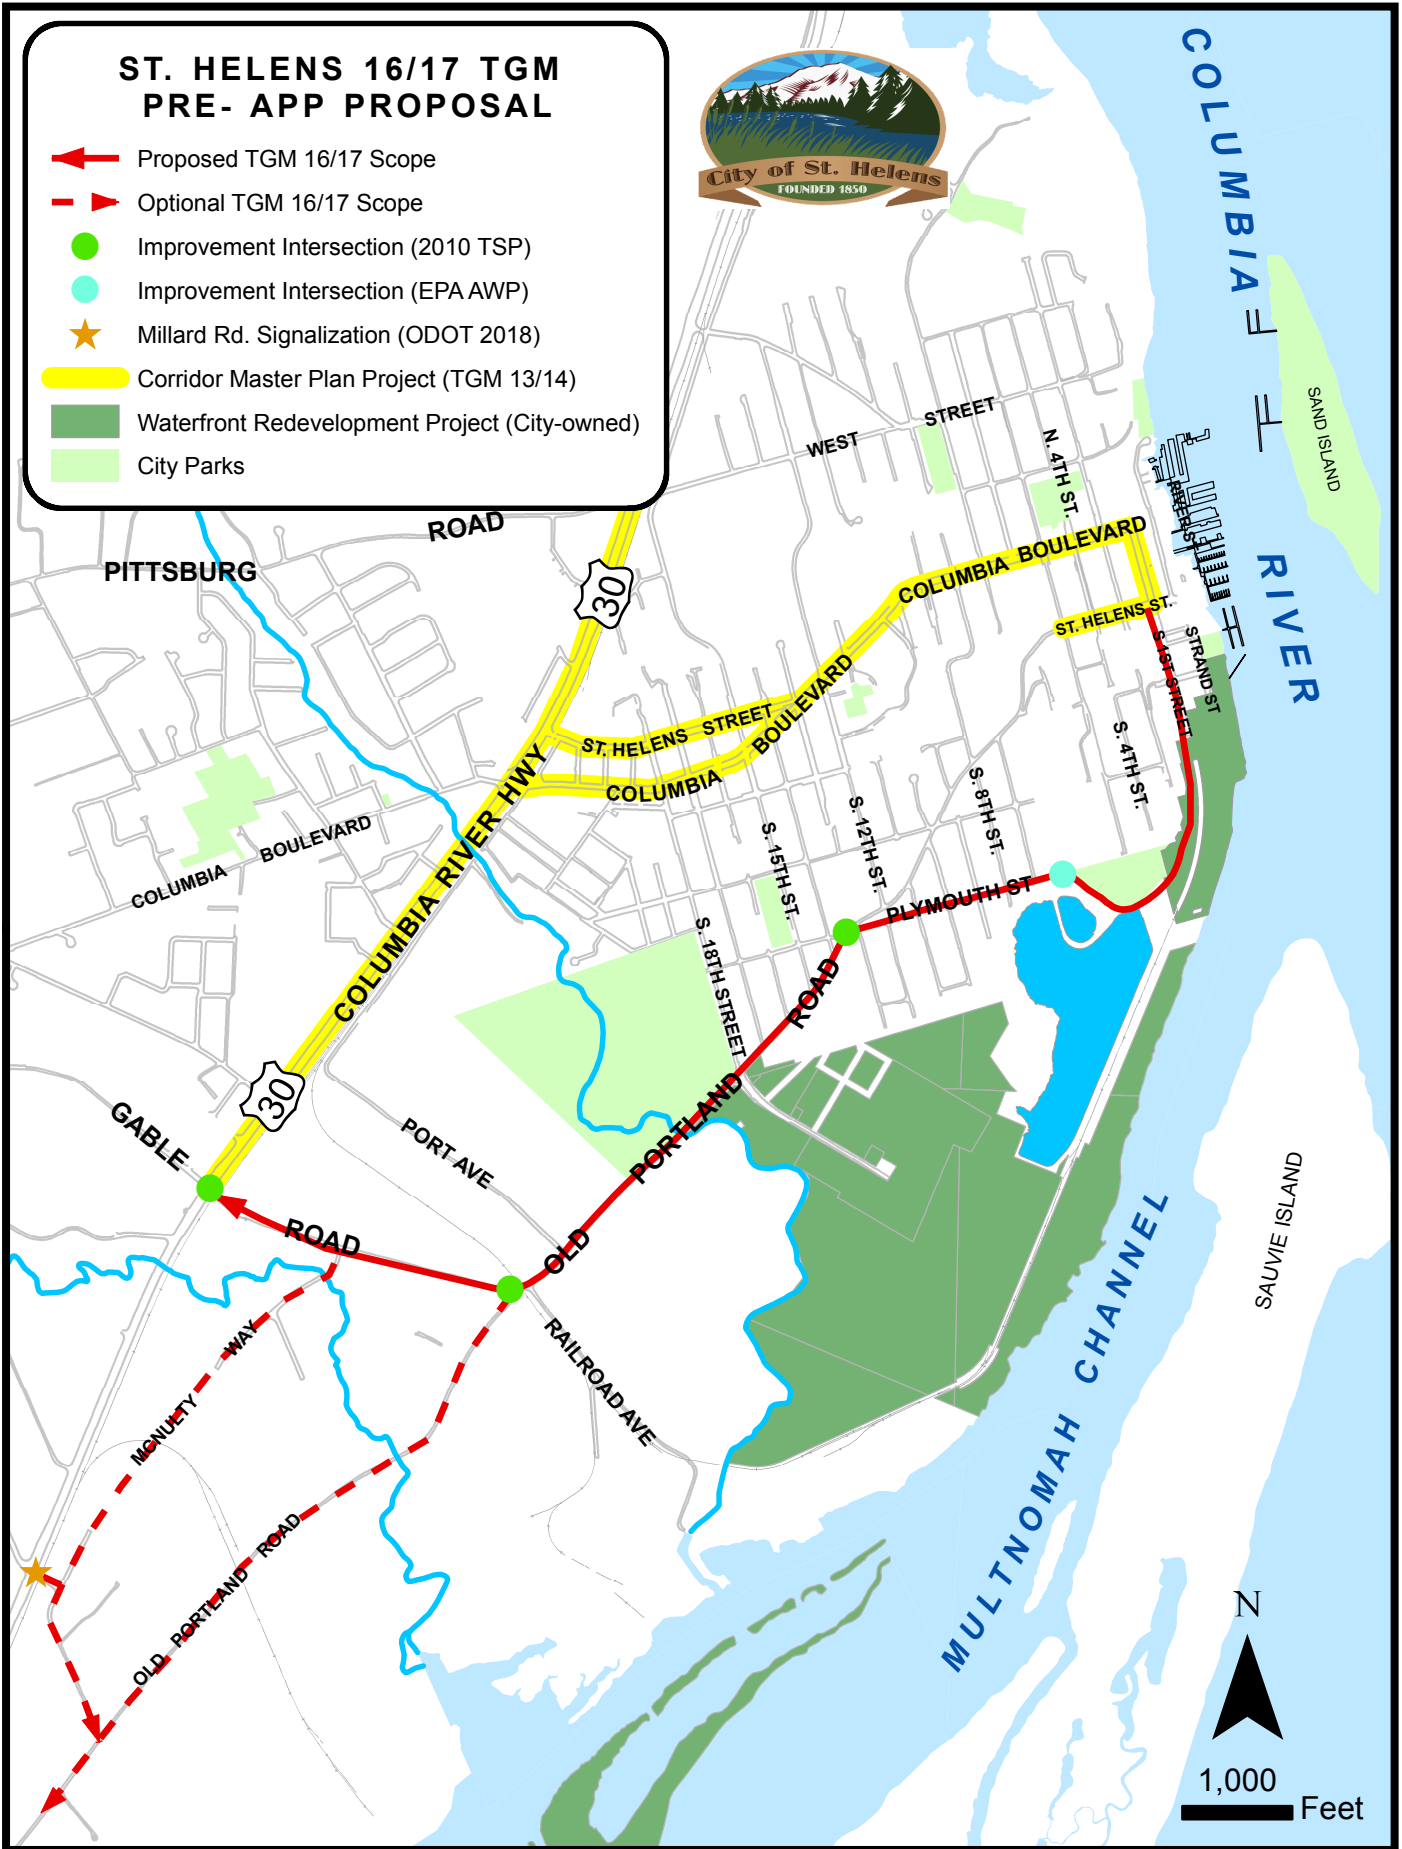 ST. HELENS 16/17 TGM
PRE- APP PROPOSAL
Proposed TGM 16/17 Scope
Optional TGM 16/17 Scope
Improvement Intersection (2010 TSP)
Improvement Intersection (EPA AWP)
Millard Rd. Signalization (ODOT 2018)
Corridor Master Plan Project (TGM 13/14)
Waterfront Redevelopment Project (City-owned)
City Parks
City of St. Helens
FOUNDED 1850
COLUMBIA
RIVER
SAND ISLAND
WEST STREET
N. 4TH ST.
RIVER ST.
PITTSBURG ROAD
30
COLUMBIA BOULEVARD
ST. HELENS ST.
S 1ST STREET
STRAND ST
ST. HELENS STREET
COLUMBIA BOULEVARD
S. 4TH ST.
S. 8TH ST.
S. 12TH ST.
S. 15TH ST.
S. 18TH STREET
COLUMBIA BOULEVARD
COLUMBIA RIVER HWY
PLYMOUTH ST
30
GABLE ROAD
PORT AVE
OLD PORTLAND ROAD
RAILROAD AVE
MCNULTY WAY
OLD PORTLAND ROAD
SAUVIE ISLAND
MULTNOMAH CHANNEL
N
1,000
Feet